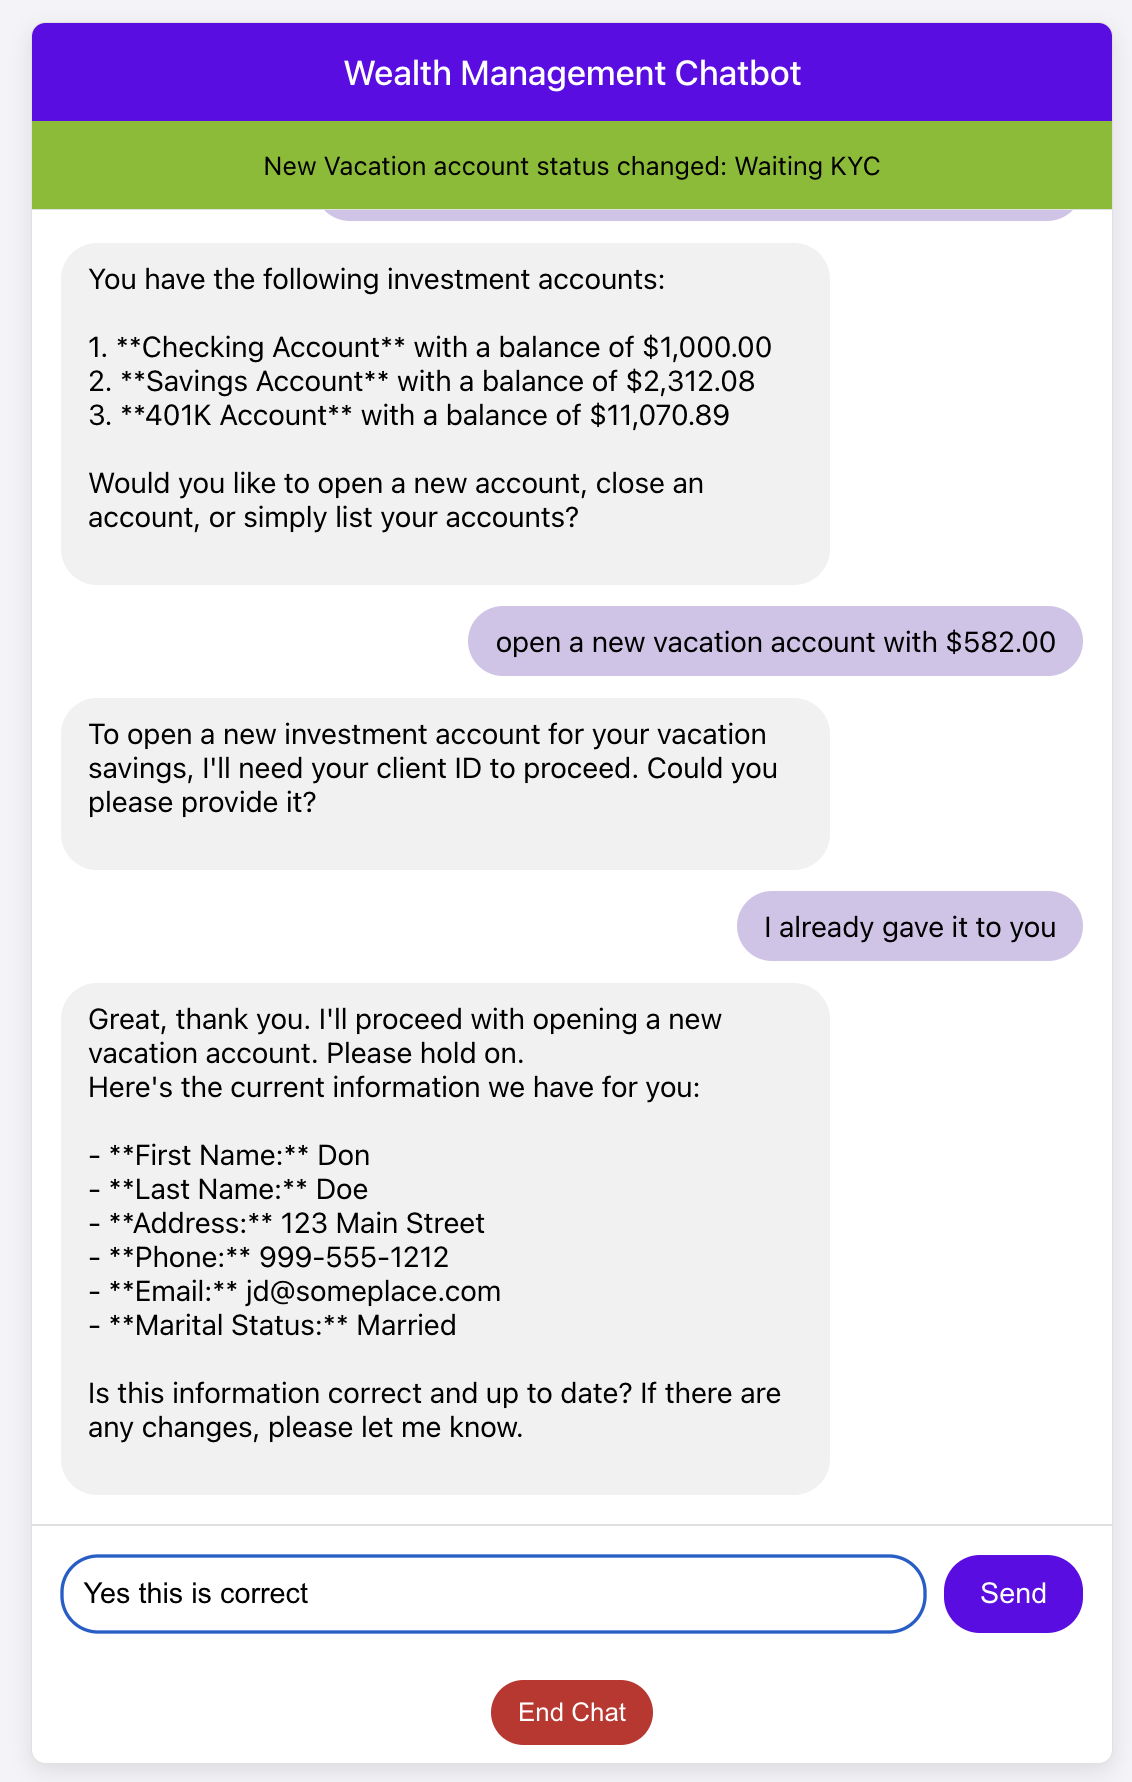 Wealth Management Chatbot
New Vacation account status changed: Waiting KYC
You have the following investment accounts:
1. **Checking Account** with a balance of $1,000.00
2. **Savings Account** with a balance of $2,312.08
3. **401K Account** with a balance of $11,070.89
Would you like to open a new account, close an
account, or simply list your accounts?
open a new vacation account with $582.00
To open a new investment account for your vacation
savings, I'll need your client ID to proceed. Could you
please provide it?
I already gave it to you
Great, thank you. I'll proceed with opening a new
vacation account. Please hold on.
Here's the current information we have for you:
- **First Name:** Don
- **Last Name:** Doe
- **Address:** 123 Main Street
- **Phone:** 999-555-1212
- **Email:** jd@someplace.com
- **Marital Status:** Married
Is this information correct and up to date? If there are
any changes, please let me know.
Yes this is correct
Send
End Chat